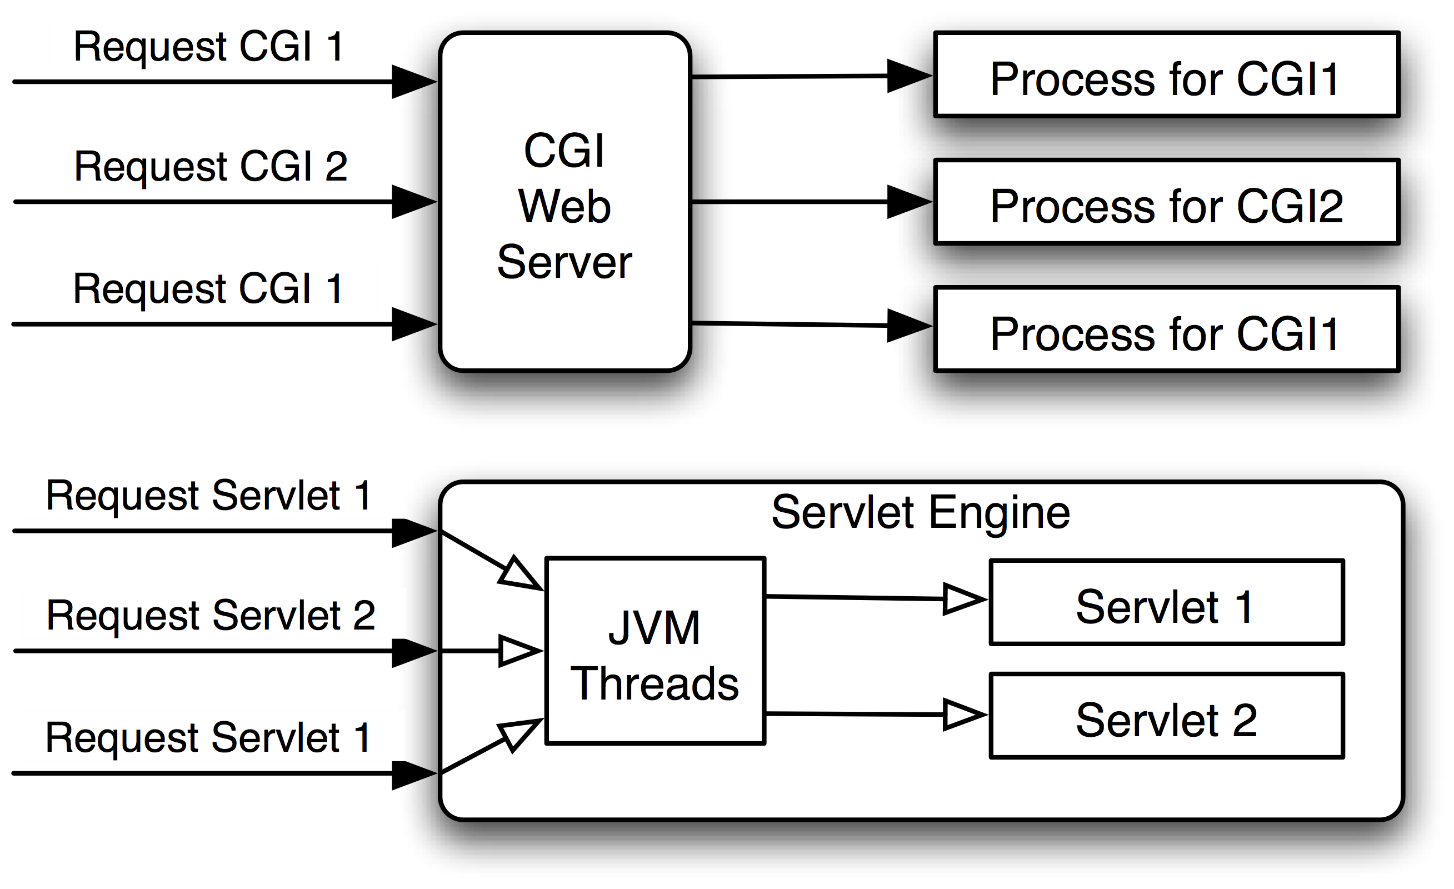 Request CGI 1
Request CGI 2
Request CGI 1
CGI
Web
Server
Process for CGI1
Process for CGI2
Process for CGI1
Request Servlet 1
Request Servlet 2
Request Servlet 1
Servlet Engine
JVM
Threads
Servlet 1
Servlet 2